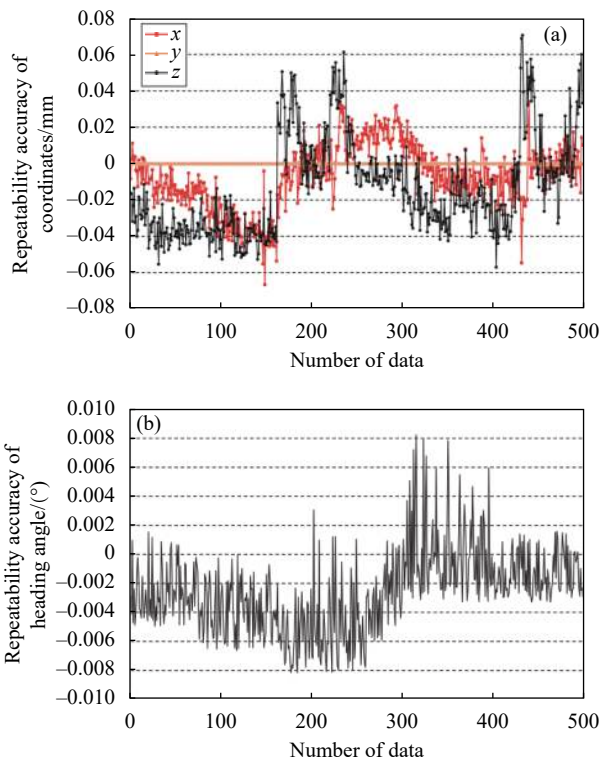 0.08
0.06
0.04
0.02
0
−0.02
−0.04
−0.06
−0.08
Repeatability accuracy of
coordinates/mm
x
y
z
(a)
0 100 200 300 400 500
Number of data
0.010
0.008
0.006
0.004
0.002
0
−0.002
−0.004
−0.006
−0.008
−0.010
Repeatability accuracy of
heading angle/(°)
(b)
0 100 200 300 400 500
Number of data